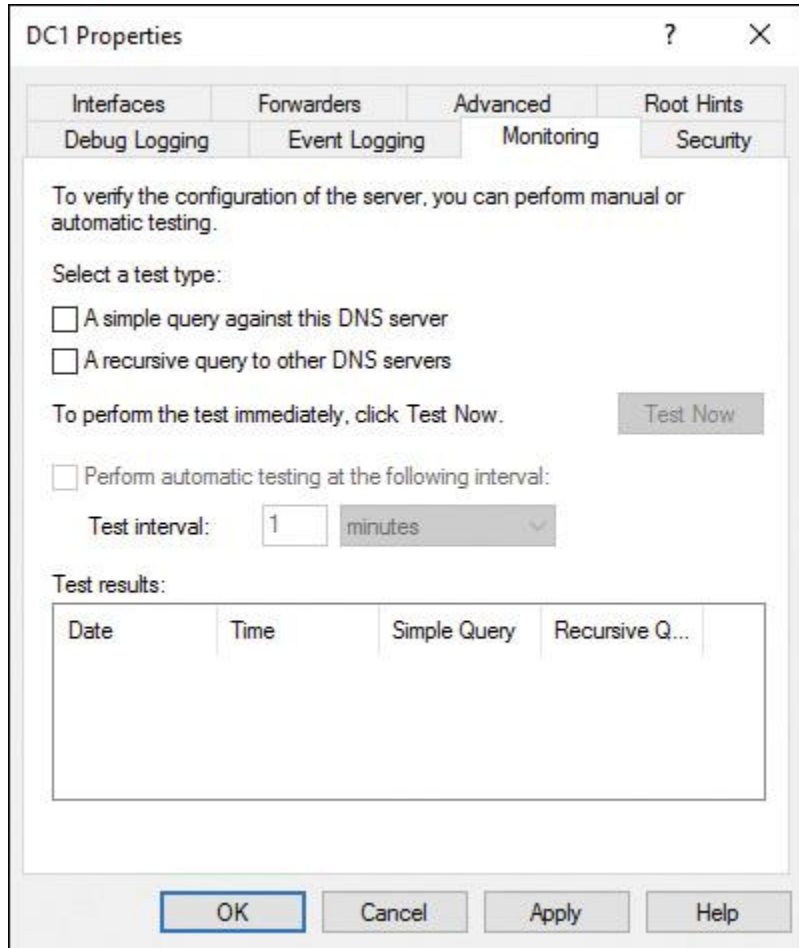 DC1 Properties
?
Interfaces Forwarders Advanced Root Hints
Debug Logging Event Logging Monitoring Security
To verify the configuration of the server, you can perform manual or
automatic testing.
Select a test type:
A simple query against this DNS server
A recursive query to other DNS servers
To perform the test immediately, click Test Now. Test Now
Perform automatic testing at the following interval:
Test interval: 1 minutes
Test results:
Date Time Simple Query Recursive Q...
OK Cancel Apply Help